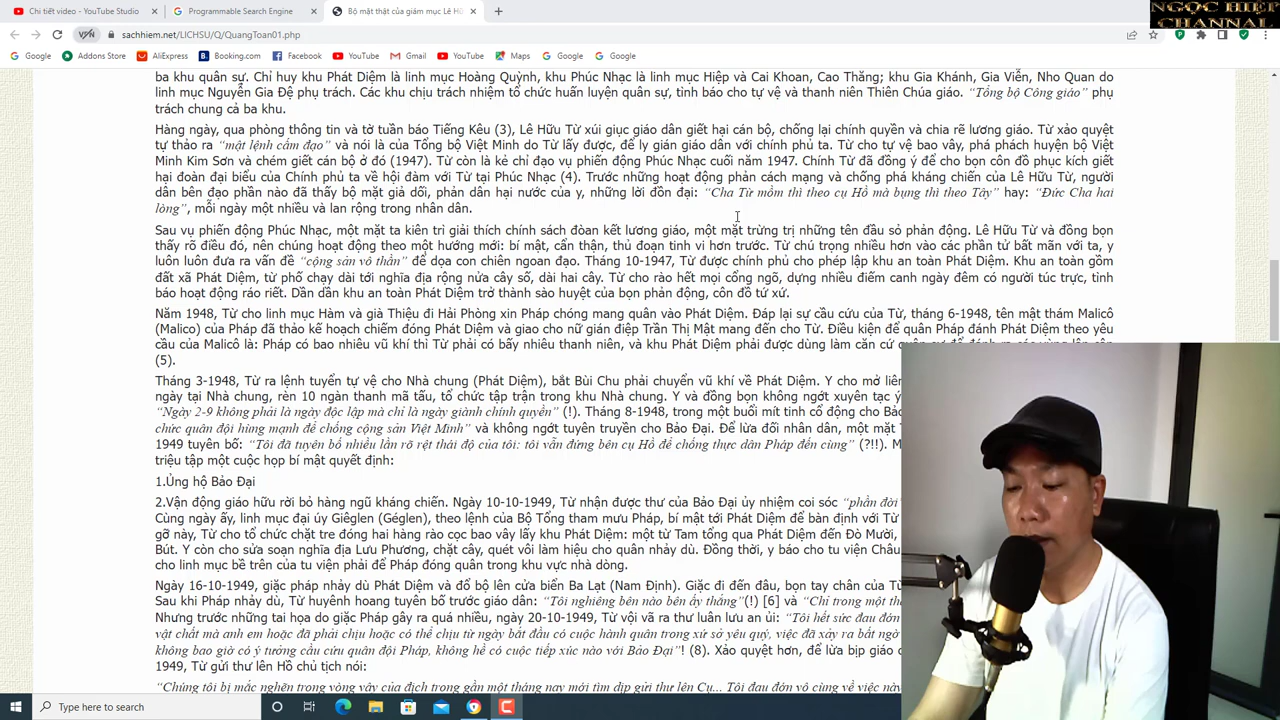 Chi tiết video - YouTube Studio
Programmable Search Engine
Bộ mặt thật của giám mục Lê Hữ
NGỌC HIỆP
CHANNAL
sachhiem.net/LICHSU/Q/QuangToan01.php
Google
Addons Store
AliExpress
Booking.com
Facebook
YouTube
Gmail
YouTube
Maps
Google
Google
ba khu quân sự. Chỉ huy khu Phát Diệm là linh mục Hoàng Quỳnh, khu Phúc Nhạc là linh mục Hiệp và Cai Khoan, Cao Thăng; khu Gia Khánh, Gia Viễn, Nho Quan do
linh mục Nguyễn Gia Đệ phụ trách. Các khu chịu trách nhiệm tổ chức huấn luyện quân sự, tình báo cho tự vệ và thanh niên Thiên Chúa giáo. “Tổng bộ Công giáo” phụ
trách chung cả ba khu.
Hàng ngày, qua phòng thông tin và tờ tuần báo Tiếng Kêu (3), Lê Hữu Từ xúi giục giáo dân giết hại cán bộ, chống lại chính quyền và chia rẽ lương giáo. Từ xảo quyệt
tự thảo ra “mật lệnh cấm đạo” và nói là của Tổng bộ Việt Minh do Từ lấy được, để ly gián giáo dân với chính phủ ta. Từ cho tự vệ bao vây, phá phách huyện bộ Việt
Minh Kim Sơn và chém giết cán bộ ở đó (1947). Từ còn là kẻ chỉ đạo vụ phiến động Phúc Nhạc cuối năm 1947. Chính Từ đã đồng ý để cho bọn côn đồ phục kích giết
hại đoàn đại biểu của Chính phủ ta về hội đàm với Từ tại Phúc Nhạc (4). Trước những hoạt động phản cách mạng và chống phá kháng chiến của Lê Hữu Từ, người
dân bên đạo phần nào đã thấy bộ mặt giả dối, phản dân hại nước của y, những lời đồn đại: “Cha Từ mồm thì theo cụ Hồ mà bụng thì theo Tây” hay: “Đức Cha hai
lòng”, mỗi ngày một nhiều và lan rộng trong nhân dân.
Sau vụ phiến động Phúc Nhạc, một mặt ta kiên trì giải thích chính sách đòan kết lương giáo, một mặt trừng trị những tên đầu sỏ phản động. Lê Hữu Từ và đồng bọn
thấy rõ điều đó, nên chúng hoạt động theo một hướng mới: bí mật, cẩn thận, thủ đoạn tinh vi hơn trước. Từ chú trọng nhiều hơn vào các phần tử bất mãn với ta, y
luôn luôn đưa ra vấn đề “cộng sản vô thần” để dọa con chiên ngoan đạo. Tháng 10-1947, Từ được chính phủ cho phép lập khu an toàn Phát Diệm. Khu an toàn gồm
đất xã Phát Diệm, từ phố chạy dài tới nghĩa địa rộng nửa cây số, dài hai cây. Từ cho rào hết mọi cổng ngõ, dựng nhiều điếm canh ngày đêm có người túc trực, tình
báo hoạt động ráo riết. Dần dần khu an toàn Phát Diệm trở thành sào huyệt của bọn phản động, côn đồ tứ xứ.
Năm 1948, Từ cho linh mục Hàm và già Thiệu đi Hải Phòng xin Pháp chóng mang quân vào Phát Diệm. Đáp lại sự cầu cứu của Từ, tháng 6-1948, tên mật thám Malicô
(Malico) của Pháp đã thảo kế hoạch chiếm đóng Phát Diệm và giao cho nữ gián điệp Trần Thị Mật mang đến cho Từ. Điều kiện để quân Pháp đánh Phát Diệm theo yêu
cầu của Malicô là: Pháp có bao nhiêu vũ khí thì Từ phải có bấy nhiêu thanh niên, và khu Phát Diệm phải được dùng làm căn cứ
(5).
Tháng 3-1948, Từ ra lệnh tuyển tự vệ cho Nhà chung (Phát Diệm), bắt Bùi Chu phải chuyển vũ khí về Phát Diệm. Y cho mở liên
ngày tại Nhà chung, rèn 10 ngàn thanh mã tấu, tổ chức tập trận trong khu Nhà chung. Y và đồng bọn không ngớt xuyên tạc ý
“Ngày 2-9 không phải là ngày độc lập mà chỉ là ngày giành chính quyền” (!). Tháng 8-1948, trong một buổi mít tinh cổ động cho Bảo
chức quân đội hùng mạnh để chống cộng sản Việt Minh” và không ngớt tuyên truyền cho Bảo Đại. Để lừa đối nhân dân, một mặt T
1949 tuyên bố: “Tôi đã tuyên bố nhiều lần rõ rệt thái độ của tôi: tôi vẫn đứng bên cụ Hồ để chống thực dân Pháp đến cùng” (?!!). M
triệu tập một cuộc họp bí mật quyết định:
1.Ủng hộ Bảo Đại
2.Vận động giáo hữu rời bỏ hàng ngũ kháng chiến. Ngày 10-10-1949, Từ nhận được thư của Bảo Đại ủy nhiệm coi sóc “phần đời
Cùng ngày ấy, linh mục đại úy Giêglen (Géglen), theo lệnh của Bộ Tổng tham mưu Pháp, bí mật tới Phát Diệm để bàn định với Từ
gỡ này, Từ cho tổ chức chặt tre đóng hai hàng rào cọc bao vây lấy khu Phát Diệm: một từ Tam tổng qua Phát Diệm đến Đò Mười,
Bút. Y còn cho sửa soạn nghĩa địa Lưu Phương, chặt cây, quét vôi làm hiệu cho quân nhảy dù. Đồng thời, y báo cho tu viện Châu
cho linh mục bề trên của tu viện phải để Pháp đóng quân trong khu vực nhà dòng.
Ngày 16-10-1949, giặc pháp nhảy dù Phát Diệm và đổ bộ lên cửa biển Ba Lạt (Nam Định). Giặc đi đến đâu, bọn tay chân của Từ
Sau khi Pháp nhảy dù, Từ huyênh hoang tuyên bố trước giáo dân: “Tôi nghiêng bên nào bên ấy thắng”(!) [6] và “Chỉ trong một thá
Nhưng trước những tai họa do giặc Pháp gây ra quá nhiều, ngày 20-10-1949, Từ vội vã ra thư luân lưu an ủi: “Tôi hết sức đau đớn
vật chất mà anh em hoặc đã phải chịu hoặc có thể chịu từ ngày bắt đầu có cuộc hành quân trong xứ sở yêu quý, việc đã xảy ra bất ngờ
không bao giờ có ý tưởng cầu cứu quân đội Pháp, không hề có cuộc tiếp xúc nào với Bảo Đại”! (8). Xảo quyệt hơn, để lừa bịp giáo
1949, Từ gửi thư lên Hồ chủ tịch nói:
“Chúng tôi bị mắc nghẽn trong vòng vây của địch trong gần một tháng nay mới tìm dịp gửi thư lên Cụ... Tôi đau đớn vô cùng về việc này
Type here to search